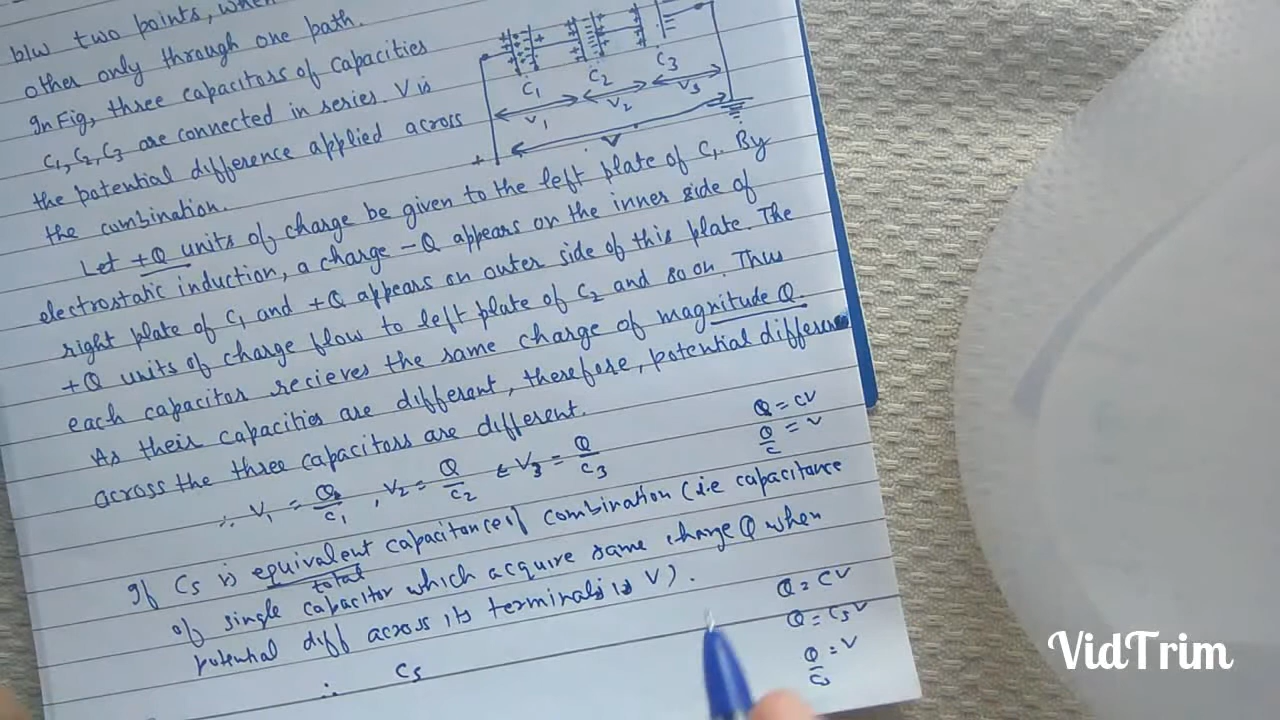 b/w two points, when
other only through one path.
In Fig, three capacitors of capacities
C1, C2, C3 are connected in series. V is
the potential difference applied across
the combination.
C1 C2 C3
V1 V2 V3
V
+
Let +Q units of charge be given to the left plate of C1. By
electrostatic induction, a charge -Q appears on the inner side of
right plate of C1 and +Q appears on outer side of this plate. The
+Q units of charge flow to left plate of C2 and so on. Thus
each capacitor recieves the same charge of magnitude Q.
As their capacities are different, therefore, potential differen
across the three capacitors are different.
Q = CV
Q/C = V
∴ V1 = Q/C1, V2 = Q/C2 & V3 = Q/C3
If Cs is equivalent capacitance of combination (i.e capacitance
total
of single capacitor which acquire same charge Q when
potential diff across its terminals is V).
Q = CV
Q = CsV
Q/Cs = V
∴ Cs
VidTrim